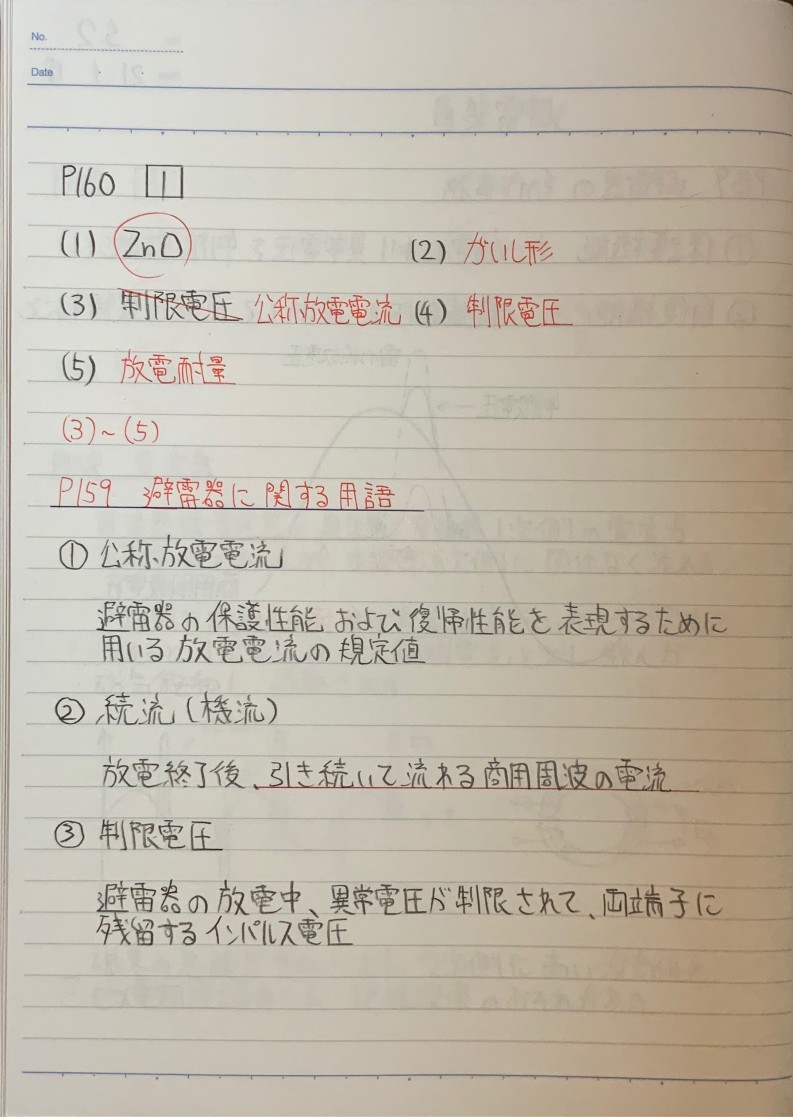 No.
Date
P160 1
(1) ZnO (2) がいし形
(3) 制限電圧 公称放電電流 (4) 制限電圧
(5) 放電耐量
(3)~(5)
P159 避雷器に関する用語
① 公称放電電流
避雷器の保護性能および復帰性能を表現するために
用いる放電電流の規定値
② 続流(機流)
放電終了後、引き続いて流れる商用周波の電流
③ 制限電圧
避雷器の放電中、異常電圧が制限されて、両端子に
残留するインパルス電圧